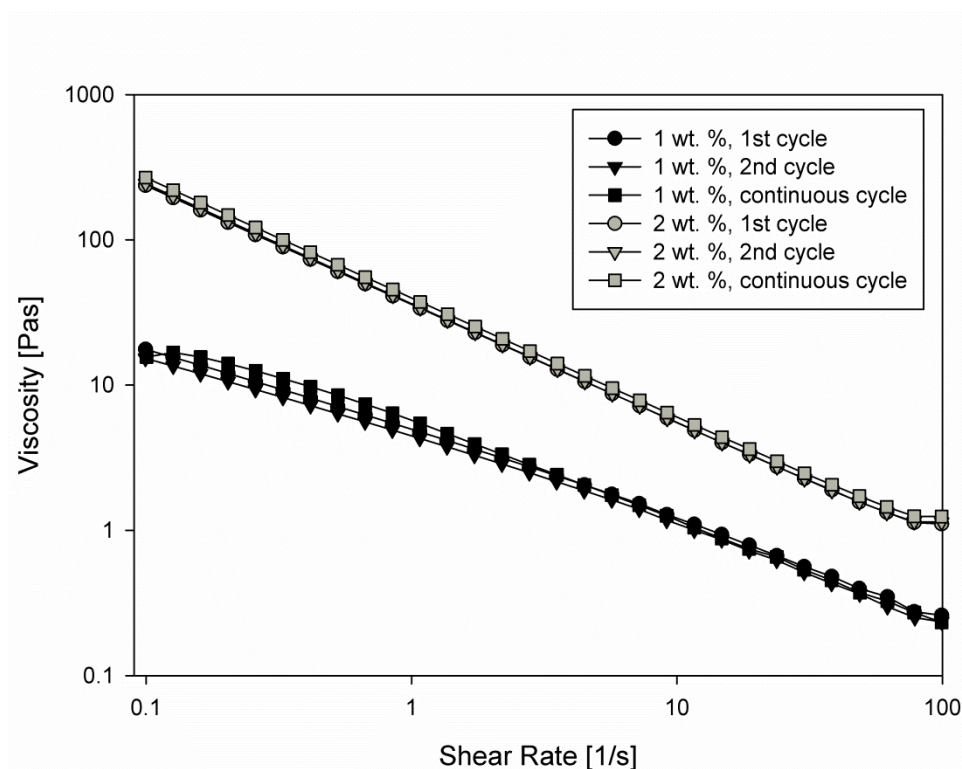 1000
100
10
1
0.1
Viscosity [Pas]
1 wt. %, 1st cycle
1 wt. %, 2nd cycle
1 wt. %, continuous cycle
2 wt. %, 1st cycle
2 wt. %, 2nd cycle
2 wt. %, continuous cycle
0.1 1 10 100
Shear Rate [1/s]